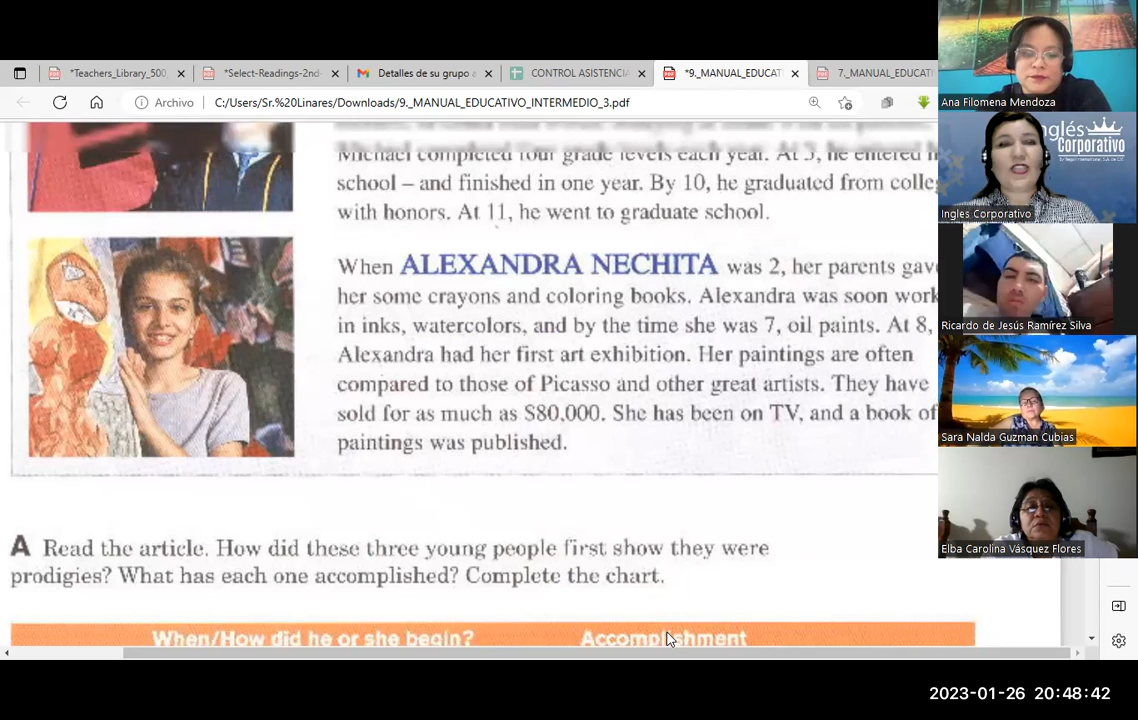 *Teachers_Library_500
*Select-Readings-2nd-
Detalles de su grupo a
CONTROL ASISTENCIA
*9._MANUAL_EDUCAT
7._MANUAL_EDUCATI
Archivo
C:/Users/Sr.%20Linares/Downloads/9._MANUAL_EDUCATIVO_INTERMEDIO_3.pdf
Michael completed four grade levels each year. At 5, he entered h
school – and finished in one year. By 10, he graduated from colle
with honors. At 11, he went to graduate school.
When ALEXANDRA NECHITA was 2, her parents gav
her some crayons and coloring books. Alexandra was soon work
in inks, watercolors, and by the time she was 7, oil paints. At 8,
Alexandra had her first art exhibition. Her paintings are often
compared to those of Picasso and other great artists. They have
sold for as much as $80,000. She has been on TV, and a book of
paintings was published.
A Read the article. How did these three young people first show they were
prodigies? What has each one accomplished? Complete the chart.
When/How did he or she begin?
Accomplishment
Ana Filomena Mendoza
nglés
Corporativo
Ingles Corporativo
Ricardo de Jesús Ramírez Silva
Sara Nalda Guzman Cubias
Elba Carolina Vásquez Flores
2023-01-26 20:48:42